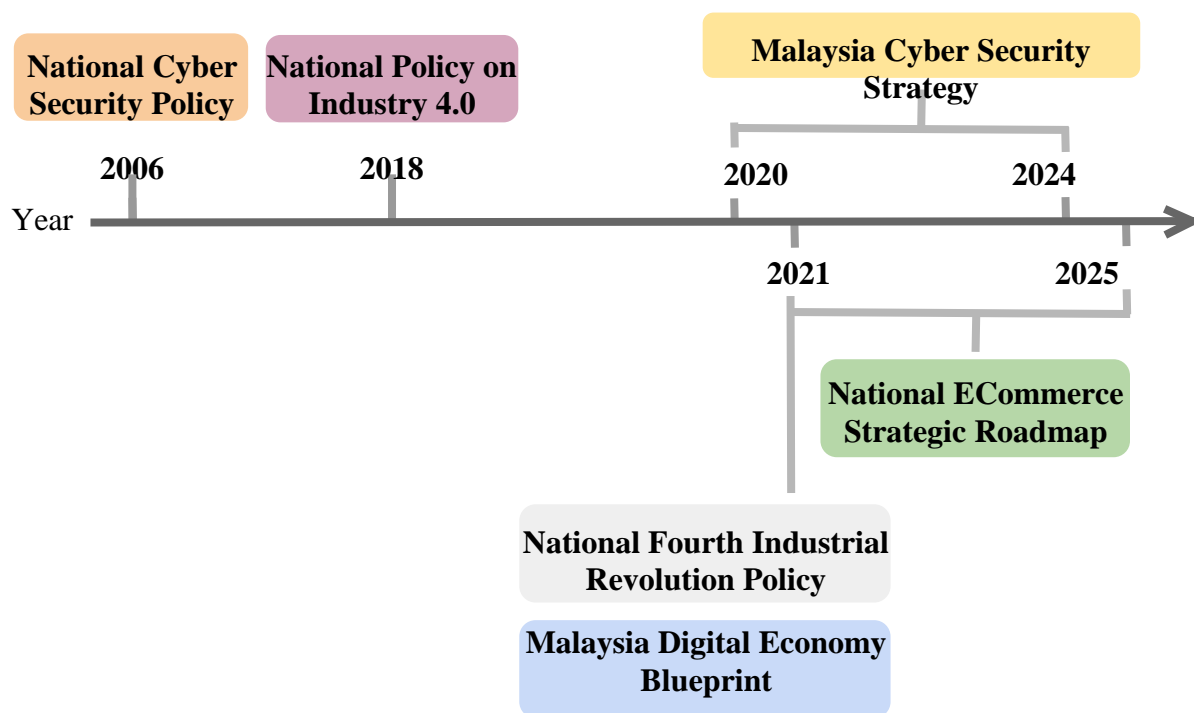 National Cyber
Security Policy
National Policy on
Industry 4.0
Malaysia Cyber Security
Strategy
2006
2018
2020
2024
Year
2021
2025
National ECommerce
Strategic Roadmap
National Fourth Industrial
Revolution Policy
Malaysia Digital Economy
Blueprint